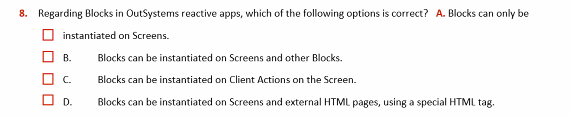 8. Regarding Blocks in OutSystems reactive apps, which of the following options is correct? A. Blocks can only be
instantiated on Screens.
B. Blocks can be instantiated on Screens and other Blocks.
C. Blocks can be instantiated on Client Actions on the Screen.
D. Blocks can be instantiated on Screens and external HTML pages, using a special HTML tag.